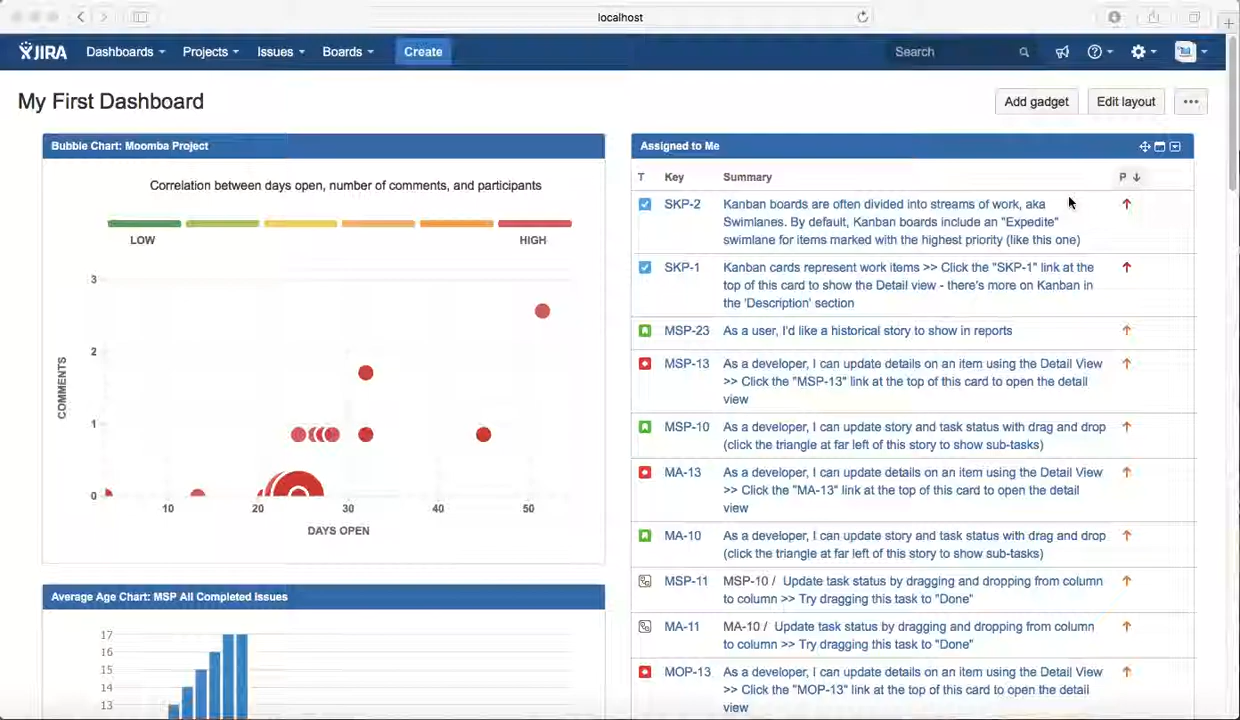 localhost
JIRA Dashboards Projects Issues Boards Create Search
My First Dashboard
Add gadget Edit layout
Bubble Chart: Moomba Project
Correlation between days open, number of comments, and participants
LOW HIGH
3
2
1
0
COMMENTS
10 20 30 40 50
DAYS OPEN
Average Age Chart: MSP All Completed Issues
17
16
15
14
13
Assigned to Me
T Key Summary P
SKP-2 Kanban boards are often divided into streams of work, aka
Swimlanes. By default, Kanban boards include an "Expedite"
swimlane for items marked with the highest priority (like this one)
SKP-1 Kanban cards represent work items >> Click the "SKP-1" link at the
top of this card to show the Detail view - there's more on Kanban in
the 'Description' section
MSP-23 As a user, I'd like a historical story to show in reports
MSP-13 As a developer, I can update details on an item using the Detail View
>> Click the "MSP-13" link at the top of this card to open the detail
view
MSP-10 As a developer, I can update story and task status with drag and drop
(click the triangle at far left of this story to show sub-tasks)
MA-13 As a developer, I can update details on an item using the Detail View
>> Click the "MA-13" link at the top of this card to open the detail
view
MA-10 As a developer, I can update story and task status with drag and drop
(click the triangle at far left of this story to show sub-tasks)
MSP-11 MSP-10 / Update task status by dragging and dropping from column
to column >> Try dragging this task to "Done"
MA-11 MA-10 / Update task status by dragging and dropping from column
to column >> Try dragging this task to "Done"
MOP-13 As a developer, I can update details on an item using the Detail View
>> Click the "MOP-13" link at the top of this card to open the detail
view